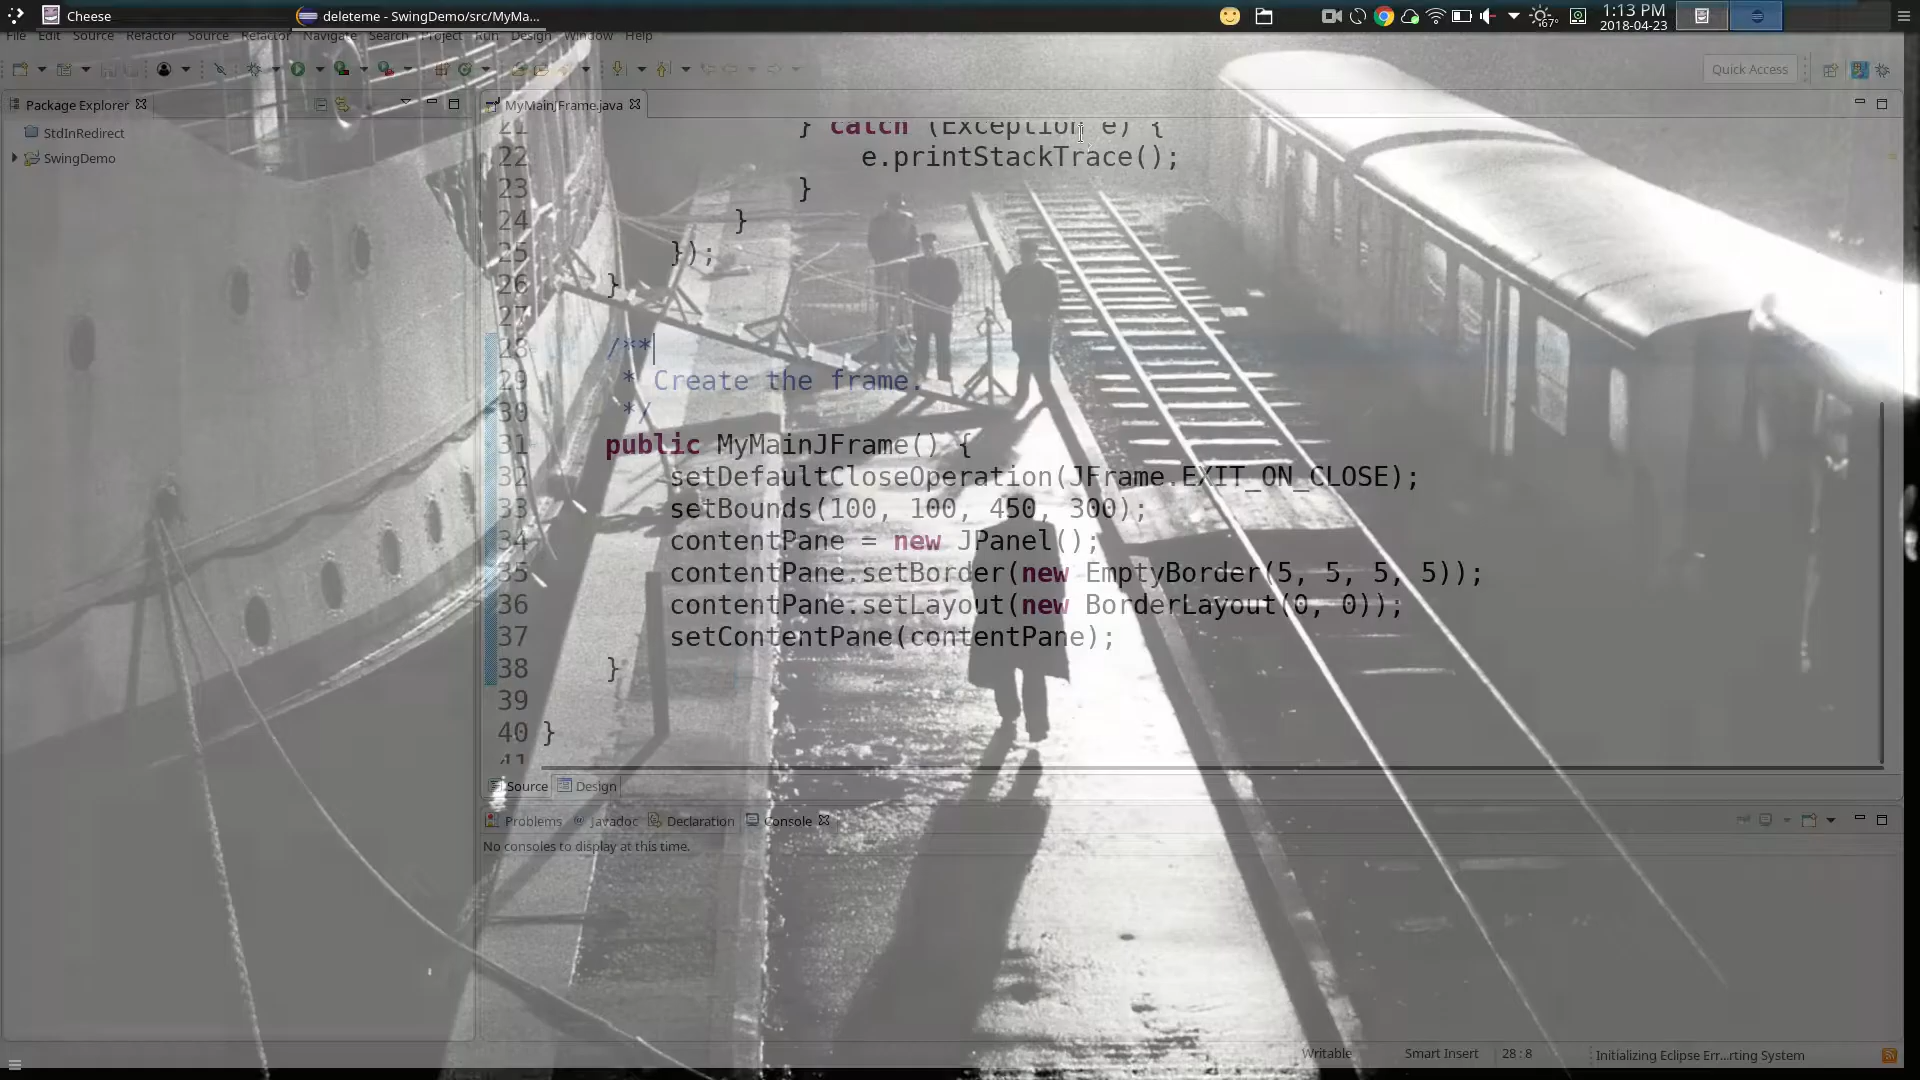 Cheese
deleteme - SwingDemo/src/MyMa...
67°
1:13 PM
2018-04-23
File Edit Source Refactor Source Refactor Navigate Search Project Run Design Window Help
Quick Access
Package Explorer
MyMainJFrame.java
StdInRedirect
SwingDemo
21 } catch (Exception e) {
22 e.printStackTrace();
23 }
24 }
25 });
26 }
27
28 /**
29 * Create the frame.
30 */
31 public MyMainJFrame() {
32 setDefaultCloseOperation(JFrame.EXIT_ON_CLOSE);
33 setBounds(100, 100, 450, 300);
34 contentPane = new JPanel();
35 contentPane.setBorder(new EmptyBorder(5, 5, 5, 5));
36 contentPane.setLayout(new BorderLayout(0, 0));
37 setContentPane(contentPane);
38 }
39
40 }
41
Source Design
Problems @ Javadoc Declaration Console
No consoles to display at this time.
Writable Smart Insert 28 : 8 Initializing Eclipse Err...rting System